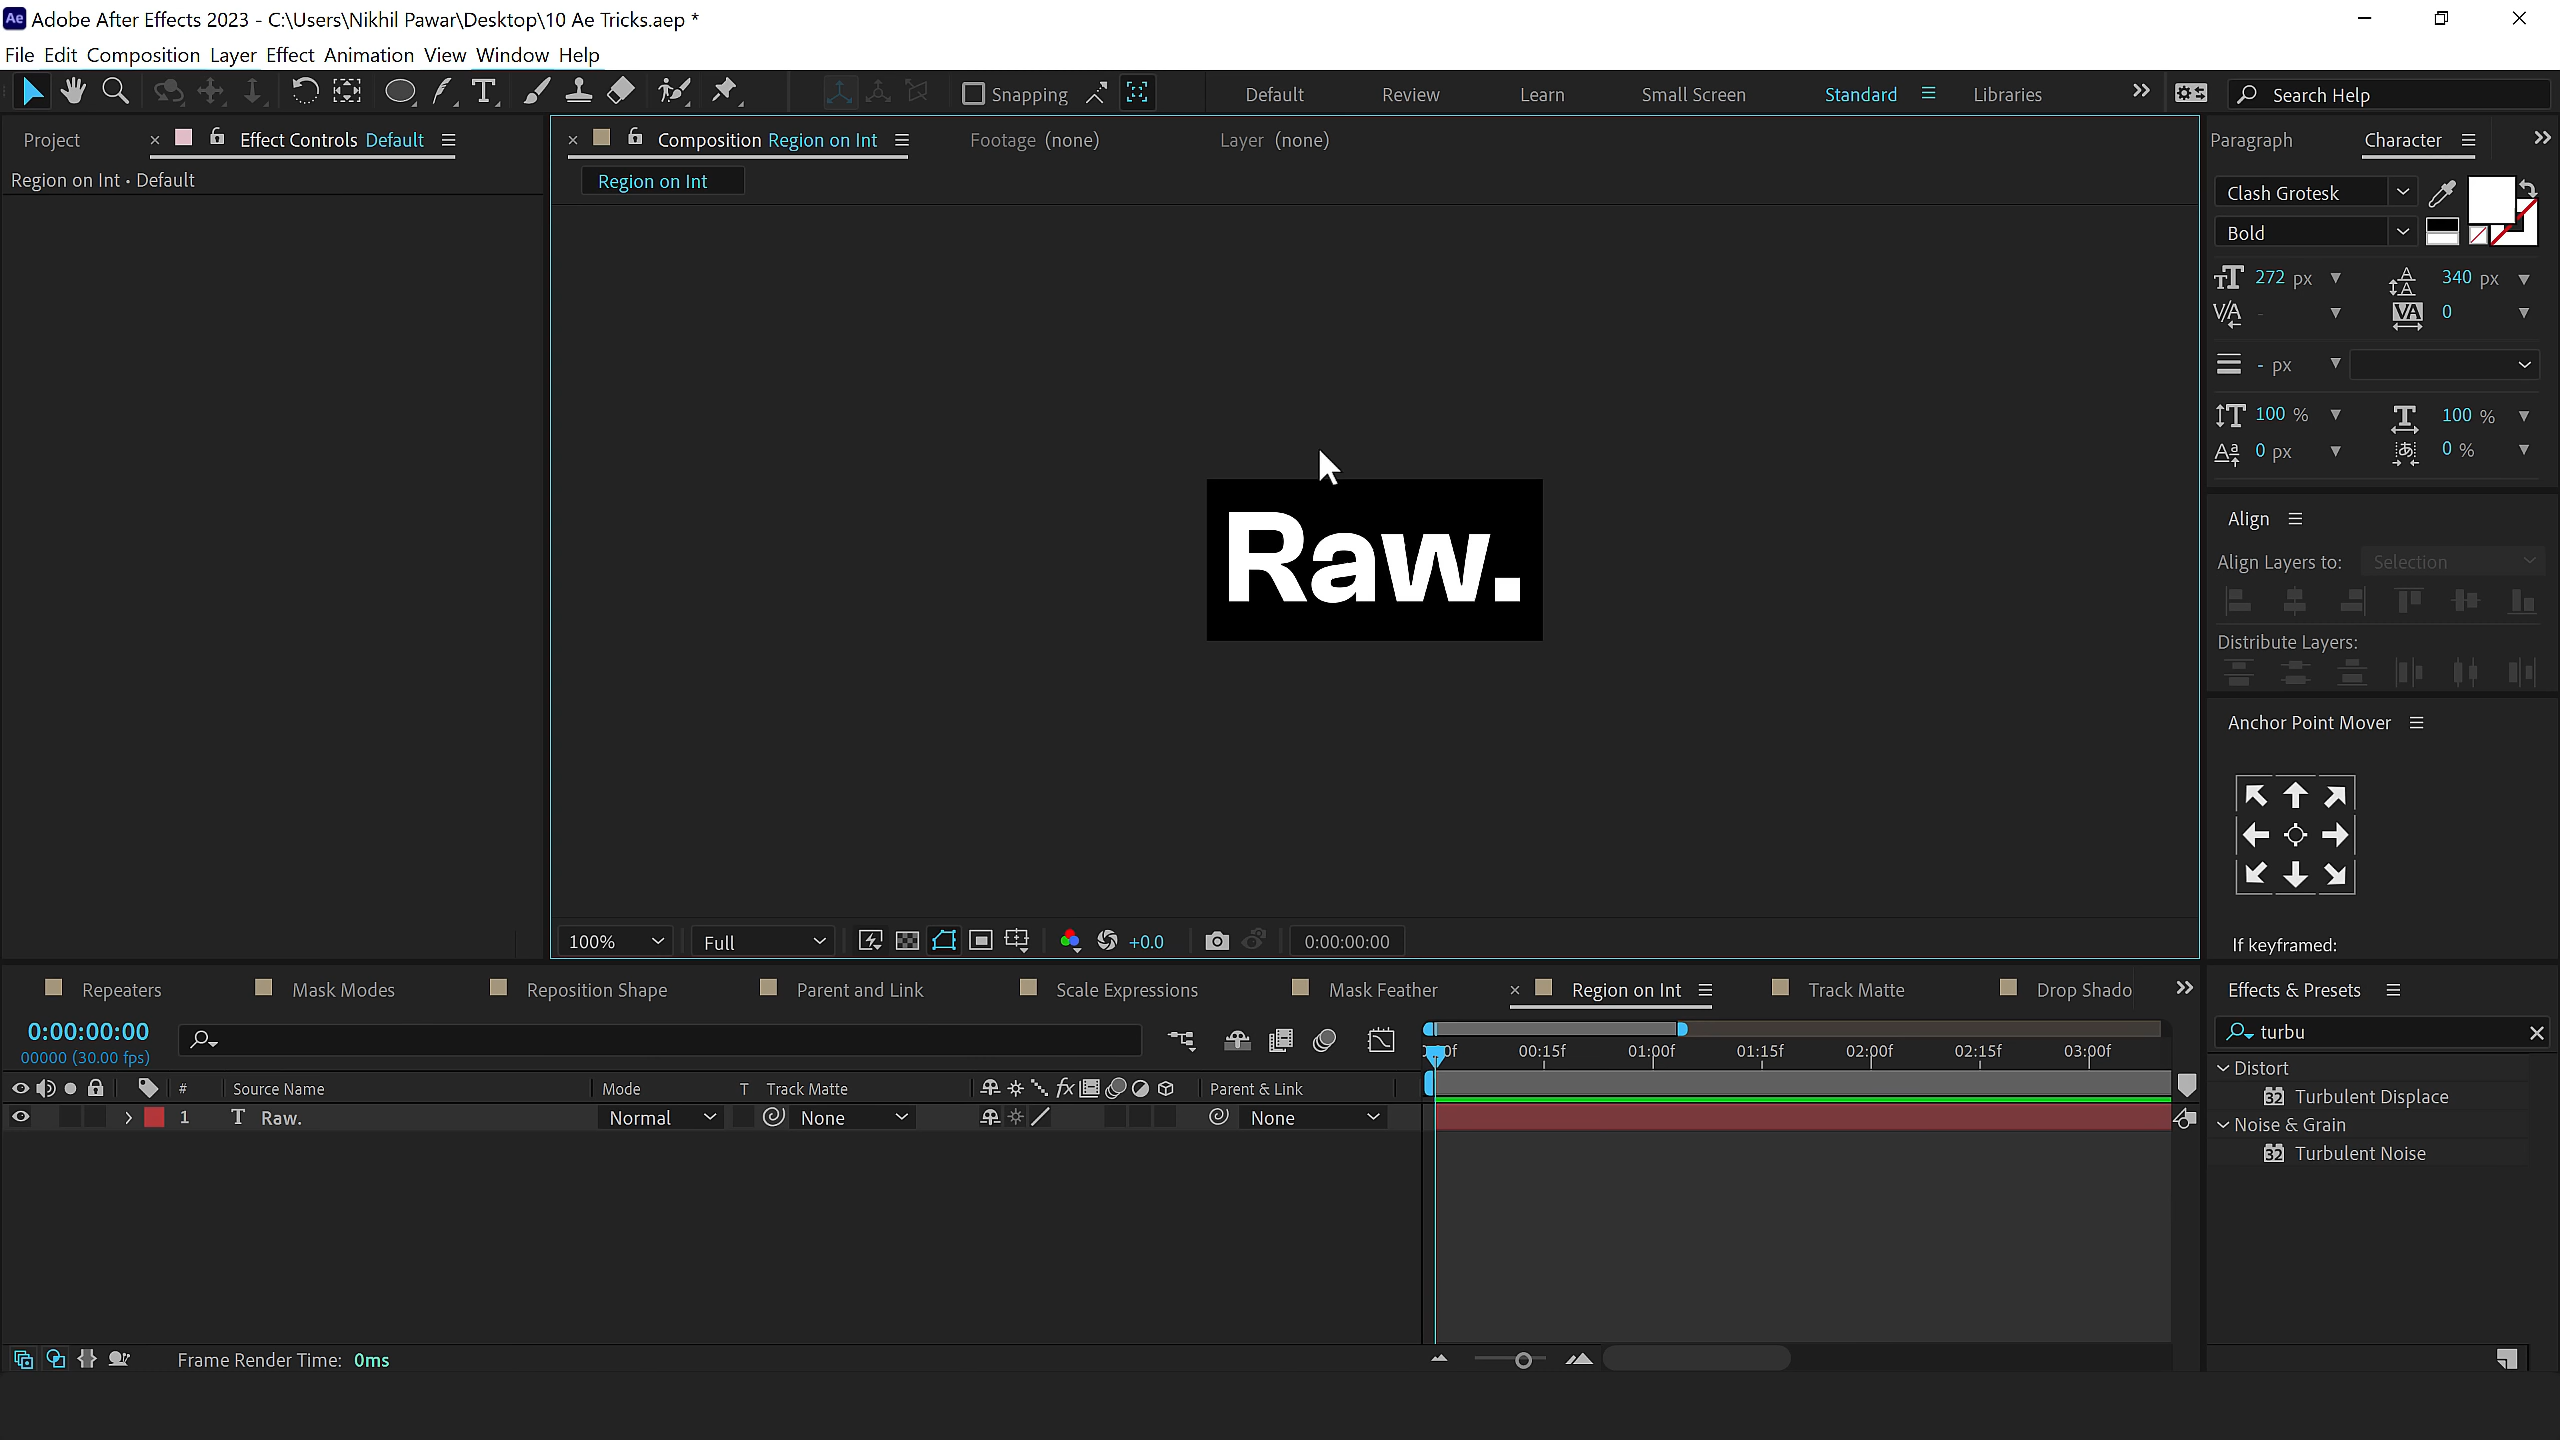 Ae Adobe After Effects 2023 - C:\Users\Nikhil Pawar\Desktop\10 Ae Tricks.aep *
File Edit Composition Layer Effect Animation View Window Help
Snapping Default Review Learn Small Screen Standard Libraries Search Help
Project Effect Controls Default Composition Region on Int Footage (none) Layer (none) Paragraph Character
Region on Int • Default
Region on Int
Clash Grotesk
Bold
272 px 340 px
- 0
- px
100 % 100 %
0 px 0 %
Raw.
Align
Align Layers to: Selection
Distribute Layers:
Anchor Point Mover
If keyframed:
100% Full +0.0 0:00:00:00
Repeaters Mask Modes Reposition Shape Parent and Link Scale Expressions Mask Feather Region on Int Track Matte Drop Shado
Effects & Presets
0:00:00:00
00000 (30.00 fps)
turbu
00:15f 01:00f 01:15f 02:00f 02:15f 03:00f
# Source Name Mode T Track Matte Parent & Link
1 T Raw. Normal None None
Distort
32 Turbulent Displace
Noise & Grain
32 Turbulent Noise
Frame Render Time: 0ms